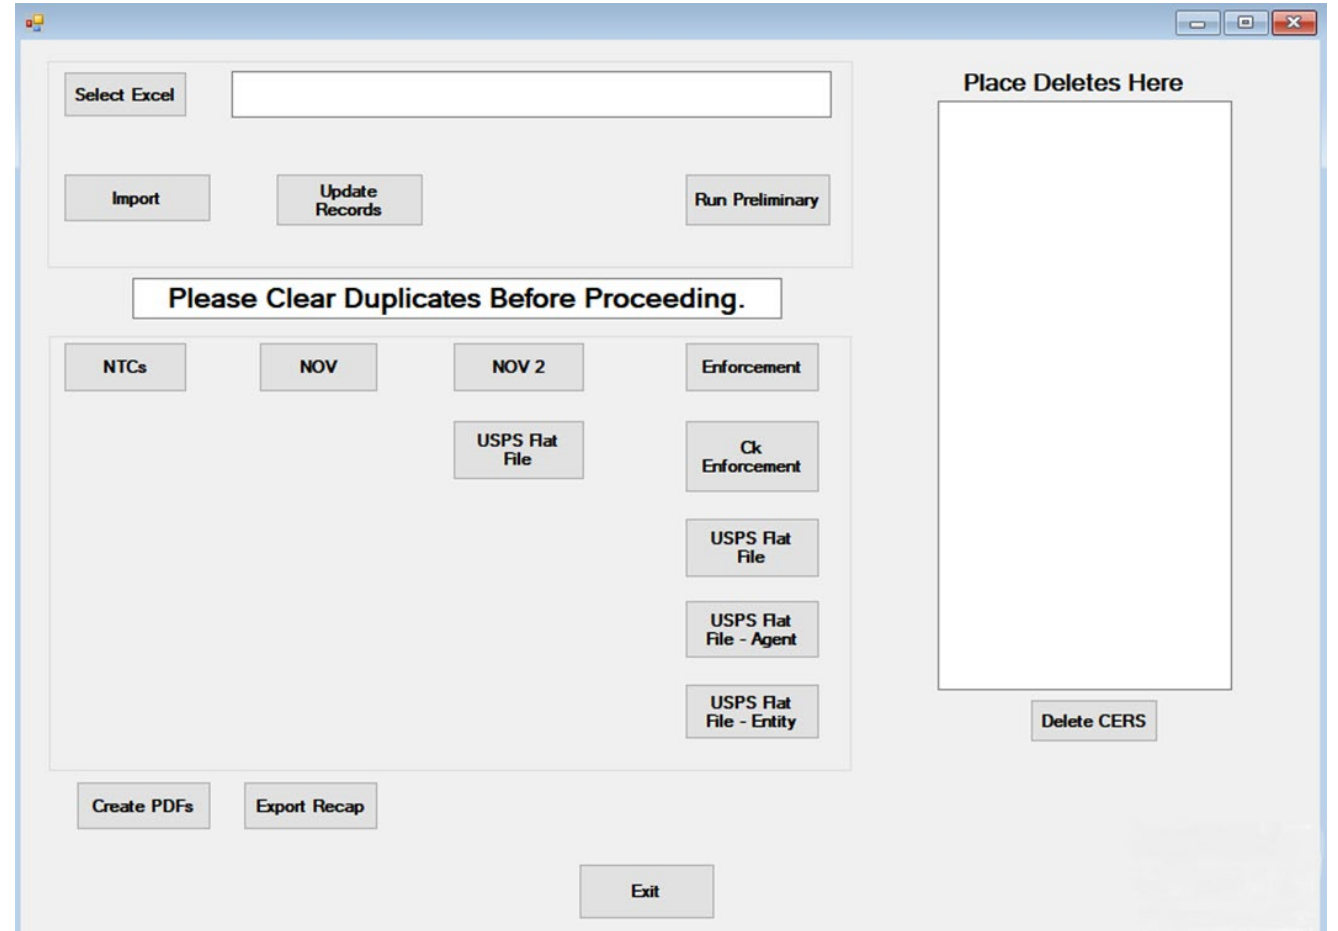 Select Excel
Place Deletes Here
Import
Update
Records
Run Preliminary
Please Clear Duplicates Before Proceeding.
NTCs
NOV
NOV 2
Enforcement
USPS Flat
File
Ck
Enforcement
USPS Flat
File
USPS Flat
File - Agent
USPS Flat
File - Entity
Delete CERS
Create PDFs
Export Recap
Exit